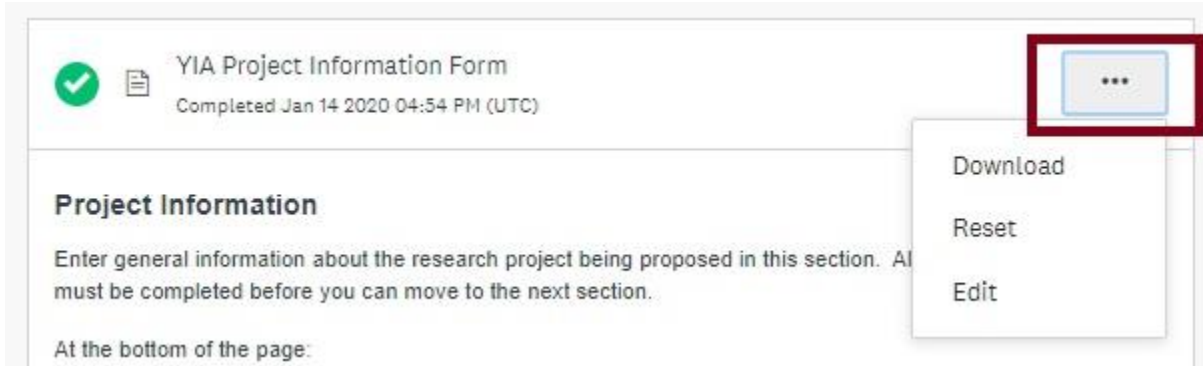 YIA Project Information Form
Completed Jan 14 2020 04:54 PM (UTC)
...
Download
Reset
Edit
Project Information
Enter general information about the research project being proposed in this section. Al
must be completed before you can move to the next section.
At the bottom of the page: